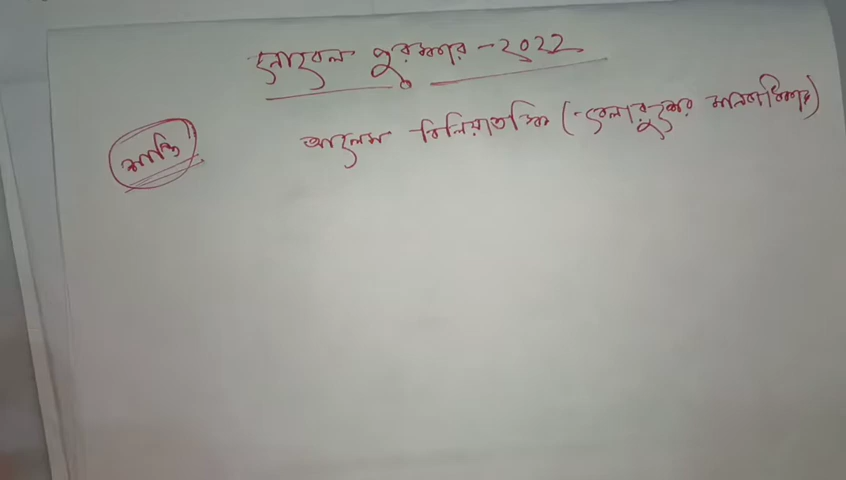 নোবেল পুরস্কার - ২০22
শান্তি
আলেস বিলিয়াতস্কি (বেলারুশের মানবাধিকার)